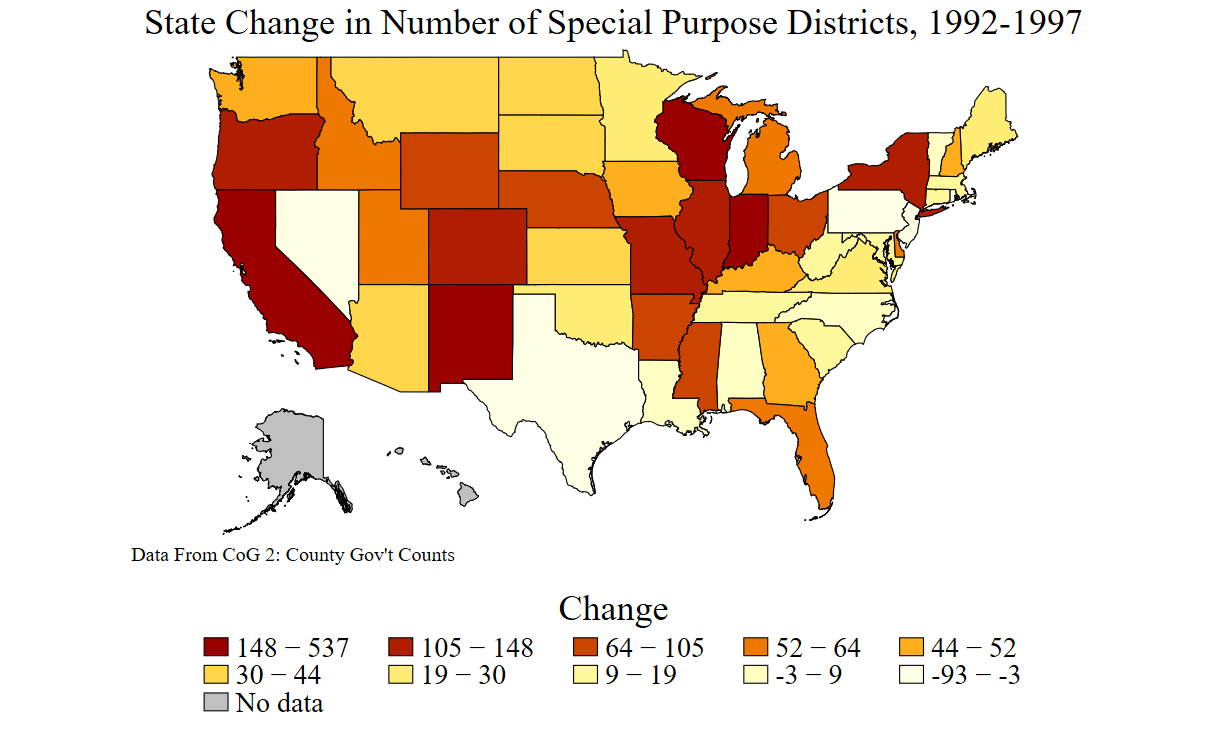 State Change in Number of Special Purpose Districts, 1992-1997
Data From CoG 2: County Gov't Counts
Change
148 − 537 105 − 148 64 − 105 52 − 64 44 − 52
30 − 44 19 − 30 9 − 19 -3 − 9 -93 − -3
No data